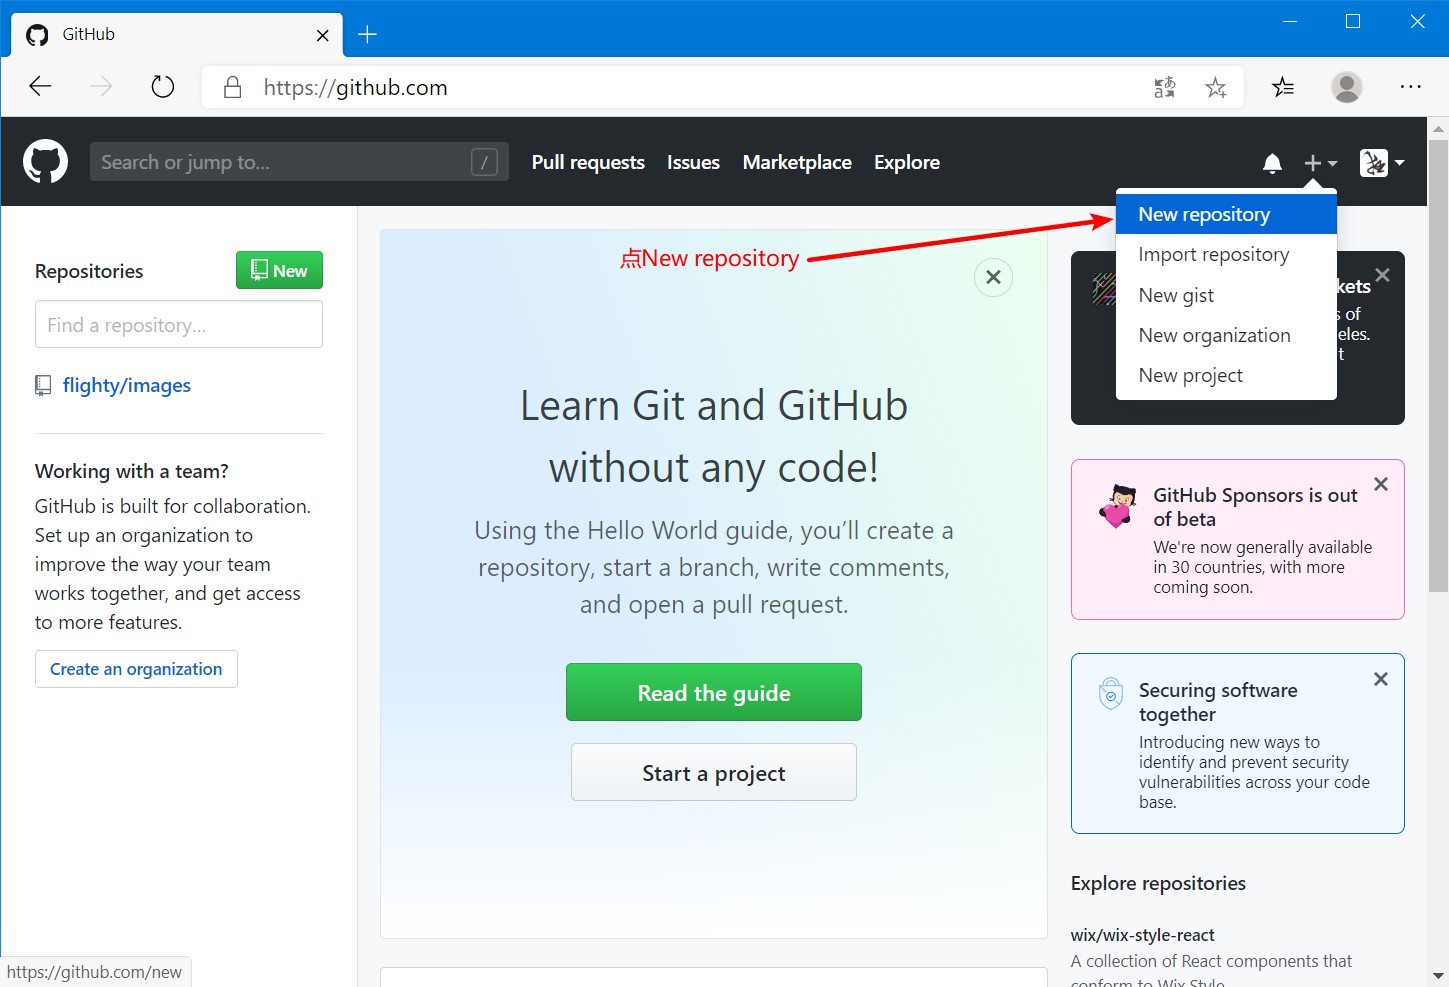 GitHub
https://github.com
Search or jump to...
/
Pull requests
Issues
Marketplace
Explore
New repository
Import repository
New gist
New organization
New project
点New repository
Repositories
New
Find a repository...
flighty/images
Working with a team?
GitHub is built for collaboration.
Set up an organization to
improve the way your team
works together, and get access
to more features.
Create an organization
Learn Git and GitHub
without any code!
Using the Hello World guide, you’ll create a
repository, start a branch, write comments,
and open a pull request.
Read the guide
Start a project
kets
s of
eles.
t
GitHub Sponsors is out
of beta
We're now generally available
in 30 countries, with more
coming soon.
Securing software
together
Introducing new ways to
identify and prevent security
vulnerabilities across your code
base.
Explore repositories
wix/wix-style-react
A collection of React components that
conform to Wix Style
https://github.com/new